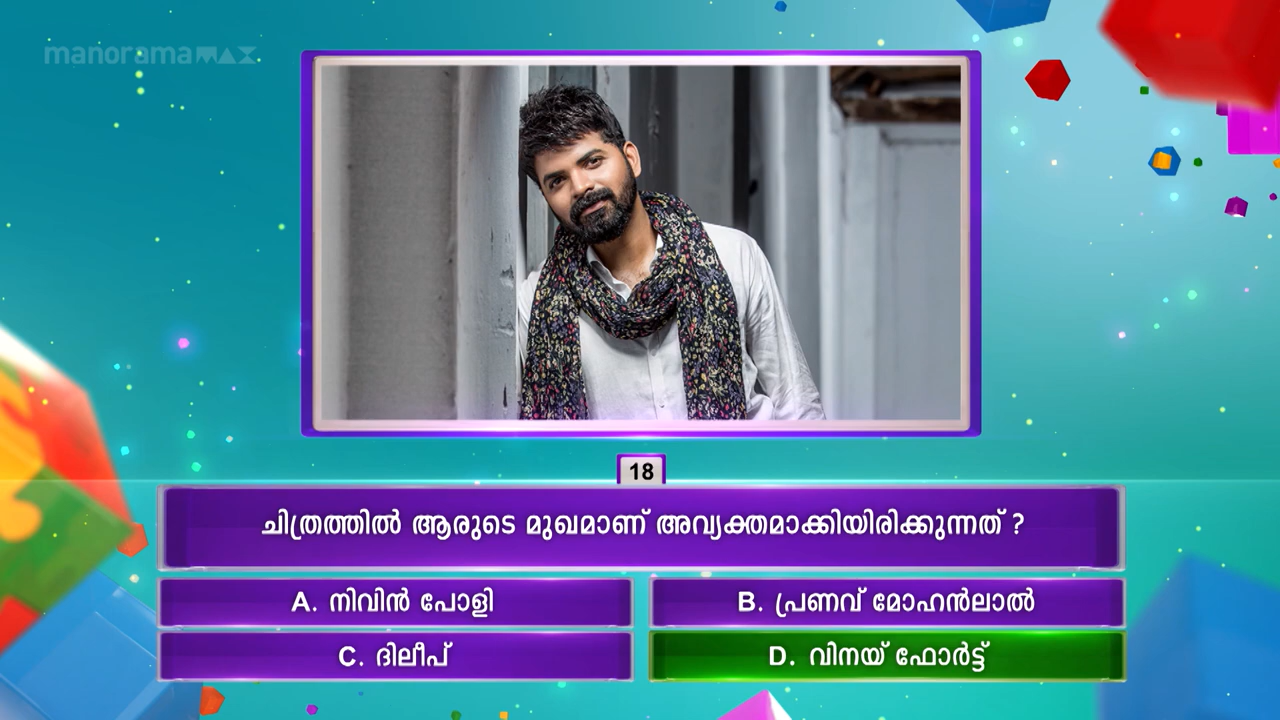 manoramaMAX
18
ചിത്രത്തിൽ ആരുടെ മുഖമാണ് അവ്യക്തമാക്കിയിരിക്കുന്നത് ?
A. നിവിൻ പോളി
B. പ്രണവ് മോഹൻലാൽ
C. ദിലീപ്
D. വിനയ് ഫോർട്ട്